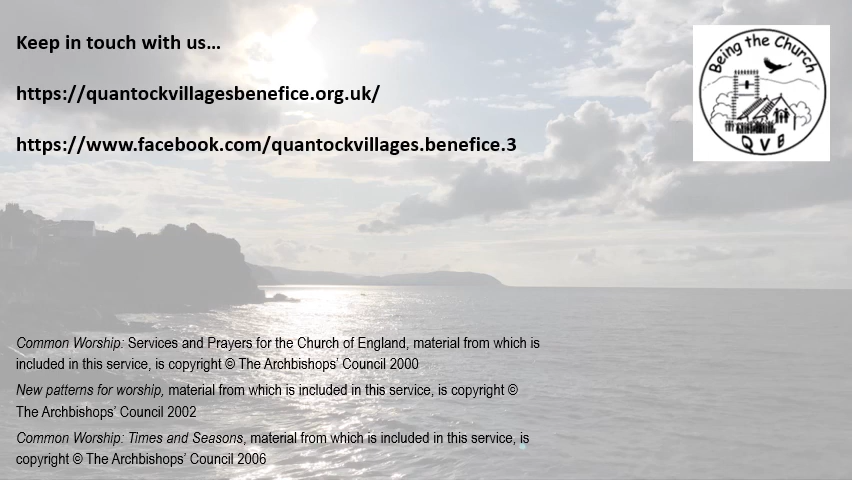 Keep in touch with us…
https://quantockvillagesbenefice.org.uk/
https://www.facebook.com/quantockvillages.benefice.3
Being the Church
QVB
Common Worship: Services and Prayers for the Church of England, material from which is
included in this service, is copyright © The Archbishops’ Council 2000
New patterns for worship, material from which is included in this service, is copyright ©
The Archbishops’ Council 2002
Common Worship: Times and Seasons, material from which is included in this service, is
copyright © The Archbishops’ Council 2006